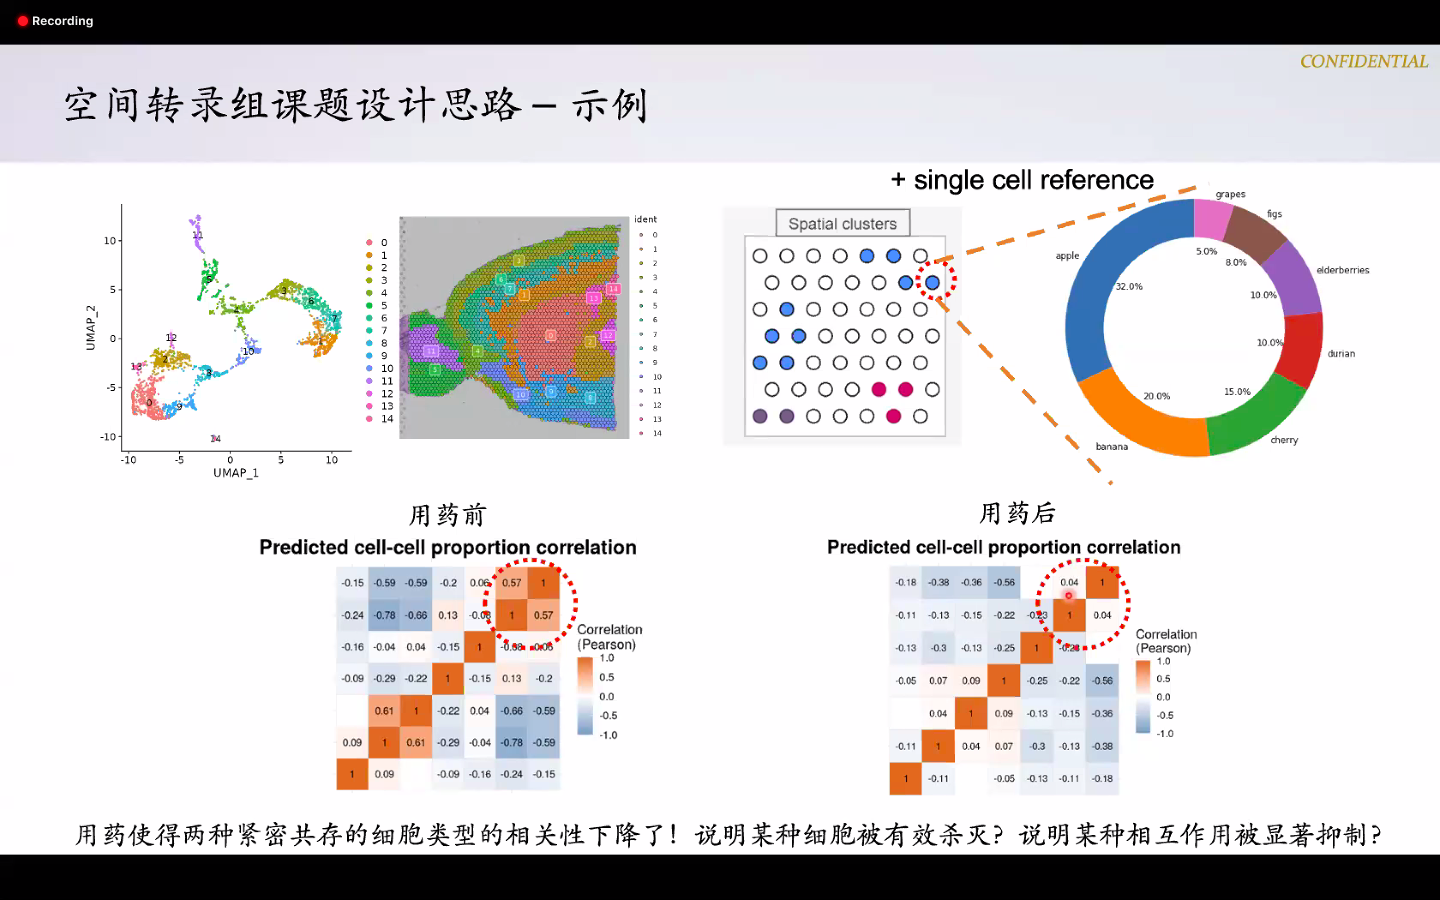 Recording
CONFIDENTIAL
空间转录组课题设计思路 – 示例
+ single cell reference
UMAP_2
10
5
0
-5
-10
-10 -5 0 5 10
UMAP_1
11
5
3
6
4
7
1
12
10
2
13
8
0
9
14
0
1
2
3
4
5
6
7
8
9
10
11
12
13
14
ident
0
1
2
3
4
5
6
7
8
9
10
11
12
13
14
Spatial clusters
grapes
figs
elderberries
durian
cherry
banana
apple
5.0%
8.0%
10.0%
10.0%
15.0%
20.0%
32.0%
用药前
Predicted cell-cell proportion correlation
-0.15 -0.59 -0.59 -0.2 0.06 0.57 1
-0.24 -0.78 -0.66 0.13 1 0.57
-0.16 -0.04 0.04 -0.15 1
-0.09 -0.29 -0.22 1 -0.15 0.13 -0.2
0.61 1 -0.22 0.04 -0.66 -0.59
0.09 1 0.61 -0.29 -0.04 -0.78 -0.59
1 0.09 -0.09 -0.16 -0.24 -0.15
Correlation
(Pearson)
1.0
0.5
0.0
-0.5
-1.0
用药后
Predicted cell-cell proportion correlation
-0.18 -0.38 -0.36 -0.56 0.04 1
-0.11 -0.13 -0.15 -0.22 -0.23 1 0.04
-0.13 -0.3 -0.13 -0.25 1 -0.23
-0.05 0.07 0.09 1 -0.25 -0.22 -0.56
0.04 1 0.09 -0.13 -0.15 -0.36
-0.11 1 0.04 0.07 -0.3 -0.13 -0.38
1 -0.11 -0.05 -0.13 -0.11 -0.18
Correlation
(Pearson)
1.0
0.5
0.0
-0.5
-1.0
用药使得两种紧密共存的细胞类型的相关性下降了！说明某种细胞被有效杀灭？说明某种相互作用被显著抑制？